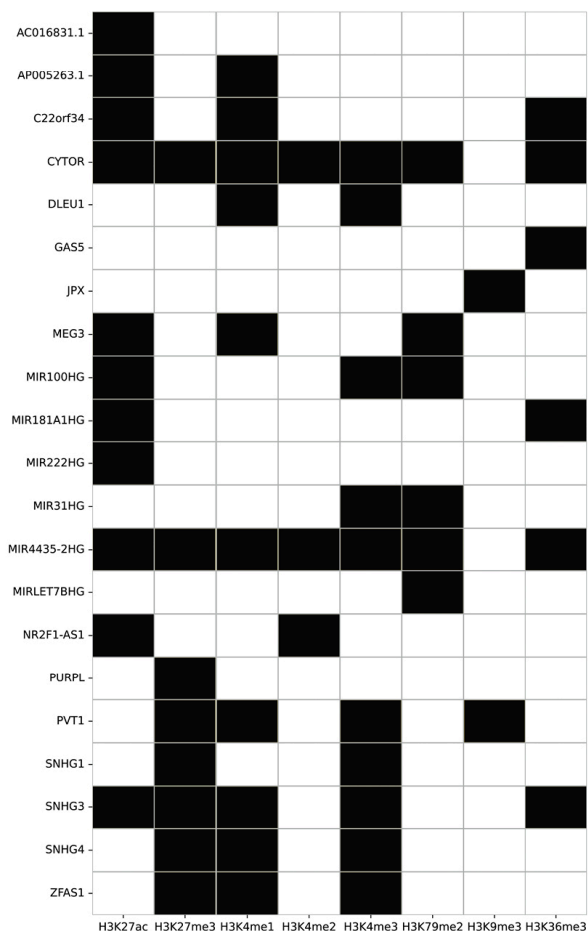 AC016831.1
AP005263.1
C22orf34
CYTOR
DLEU1
GAS5
JPX
MEG3
MIR100HG
MIR181A1HG
MIR222HG
MIR31HG
MIR4435-2HG
MIRLET7BHG
NR2F1-AS1
PURPL
PVT1
SNHG1
SNHG3
SNHG4
ZFAS1
H3K27ac H3K27me3 H3K4me1 H3K4me2 H3K4me3 H3K79me2 H3K9me3 H3K36me3